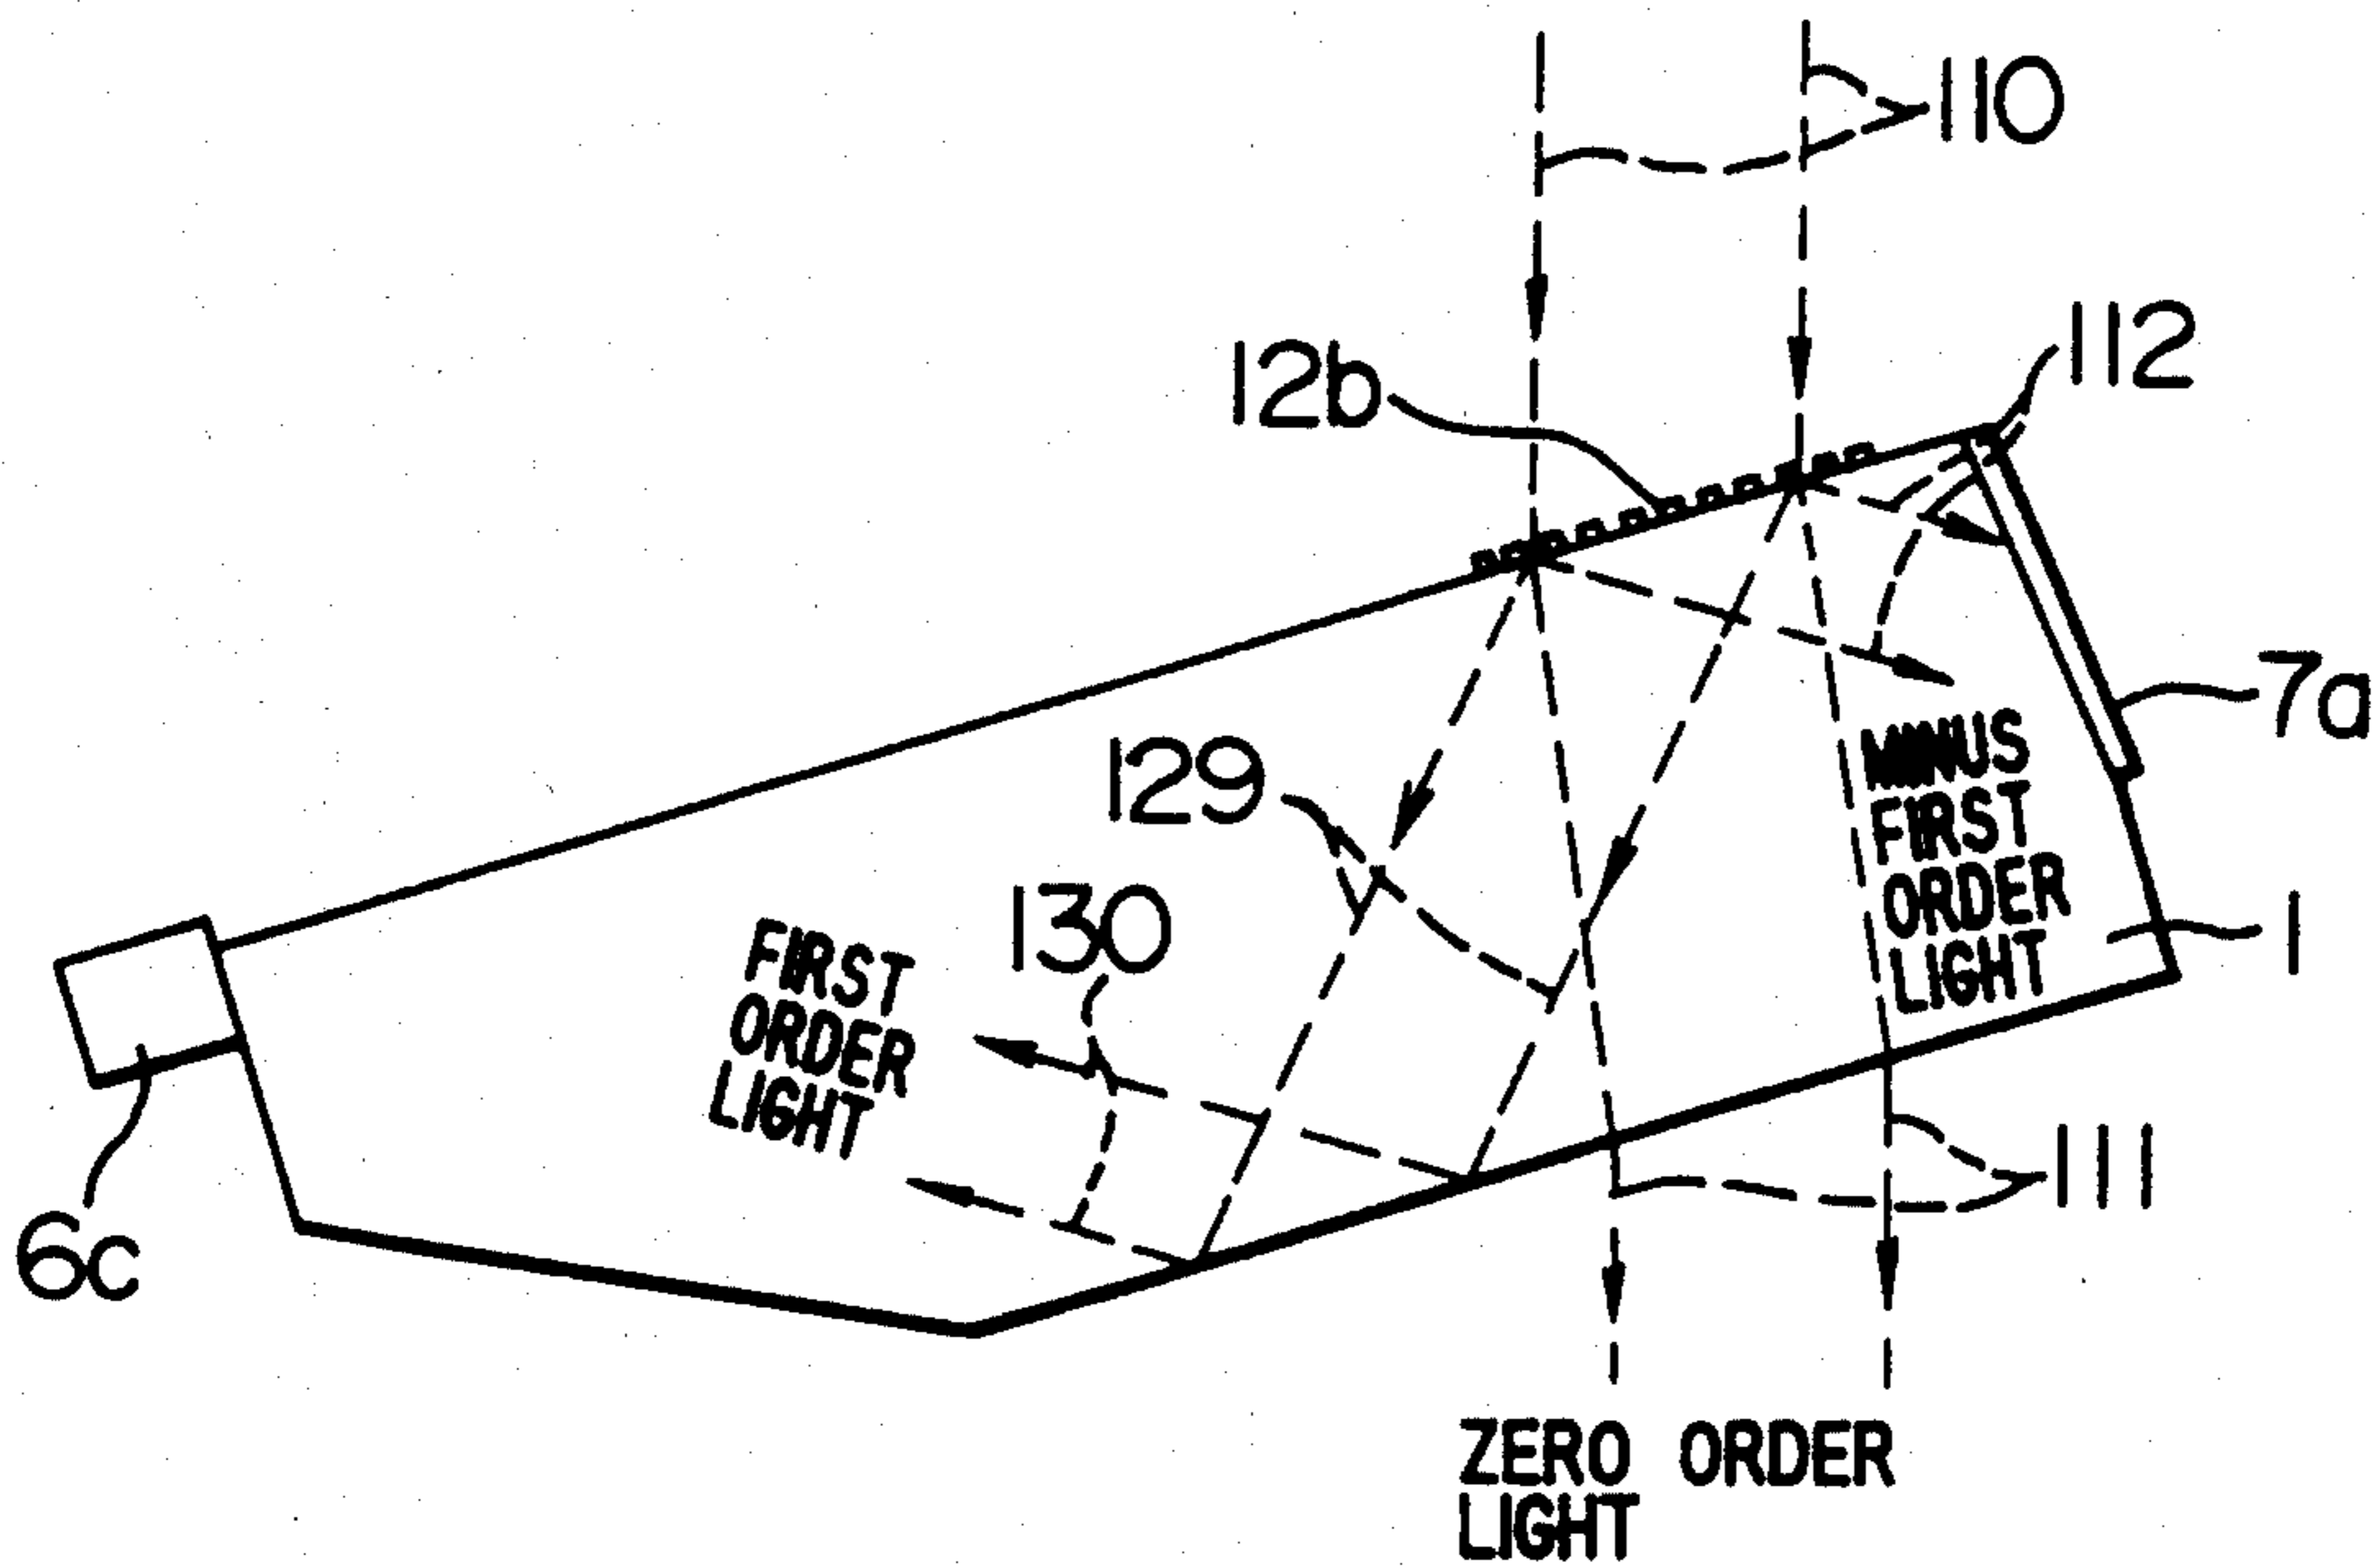 110
112
12b
7a
129
MINUS
FIRST
ORDER
LIGHT
130
1
FIRST
ORDER
LIGHT
111
6c
ZERO ORDER
LIGHT